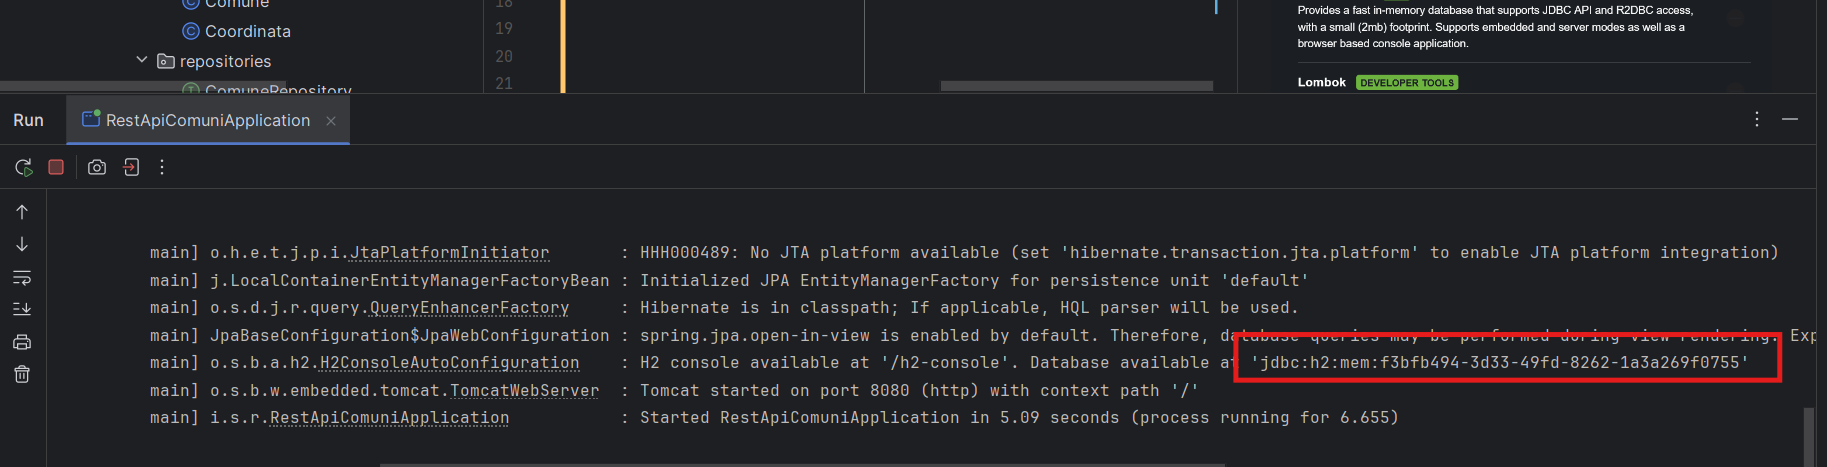 Comune
Coordinata
repositories
ComuneRepository
18
19
20
21
Provides a fast in-memory database that supports JDBC API and R2DBC access,
with a small (2mb) footprint. Supports embedded and server modes as well as a
browser based console application.
Lombok DEVELOPER TOOLS
Run RestApiComuniApplication
main] o.h.e.t.j.p.i.JtaPlatformInitiator : HHH000489: No JTA platform available (set 'hibernate.transaction.jta.platform' to enable JTA platform integration)
main] j.LocalContainerEntityManagerFactoryBean : Initialized JPA EntityManagerFactory for persistence unit 'default'
main] o.s.d.j.r.query.QueryEnhancerFactory : Hibernate is in classpath; If applicable, HQL parser will be used.
main] JpaBaseConfiguration$JpaWebConfiguration : spring.jpa.open-in-view is enabled by default. Therefore, database queries may be performed during view rendering. Exp
main] o.s.b.a.h2.H2ConsoleAutoConfiguration : H2 console available at '/h2-console'. Database available at 'jdbc:h2:mem:f3bfb494-3d33-49fd-8262-1a3a269f0755'
main] o.s.b.w.embedded.tomcat.TomcatWebServer : Tomcat started on port 8080 (http) with context path '/'
main] i.s.r.RestApiComuniApplication : Started RestApiComuniApplication in 5.09 seconds (process running for 6.655)